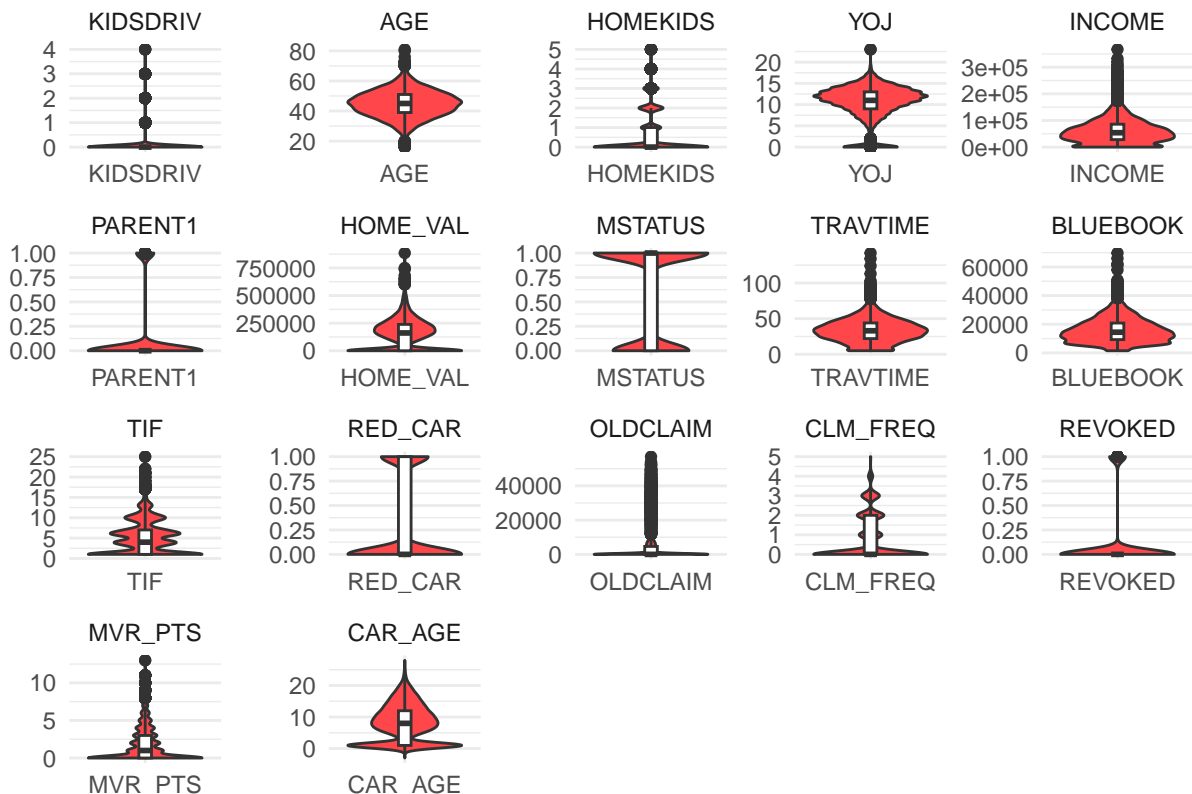 KIDSDRIV AGE HOMEKIDS YOJ INCOME
4 3 2 1 0
80 60 40 20
5 4 3 2 1 0
20 15 10 5 0
3e+05 2e+05 1e+05 0e+00
KIDSDRIV AGE HOMEKIDS YOJ INCOME
PARENT1 HOME_VAL MSTATUS TRAVTIME BLUEBOOK
1.00 0.75 0.50 0.25 0.00
750000 500000 250000 0
1.00 0.75 0.50 0.25 0.00
100 50 0
60000 40000 20000 0
PARENT1 HOME_VAL MSTATUS TRAVTIME BLUEBOOK
TIF RED_CAR OLDCLAIM CLM_FREQ REVOKED
25 20 15 10 5 0
1.00 0.75 0.50 0.25 0.00
40000 20000 0
5 4 3 2 1 0
1.00 0.75 0.50 0.25 0.00
TIF RED_CAR OLDCLAIM CLM_FREQ REVOKED
MVR_PTS CAR_AGE
10 5 0
20 10 0
MVR_PTS CAR_AGE